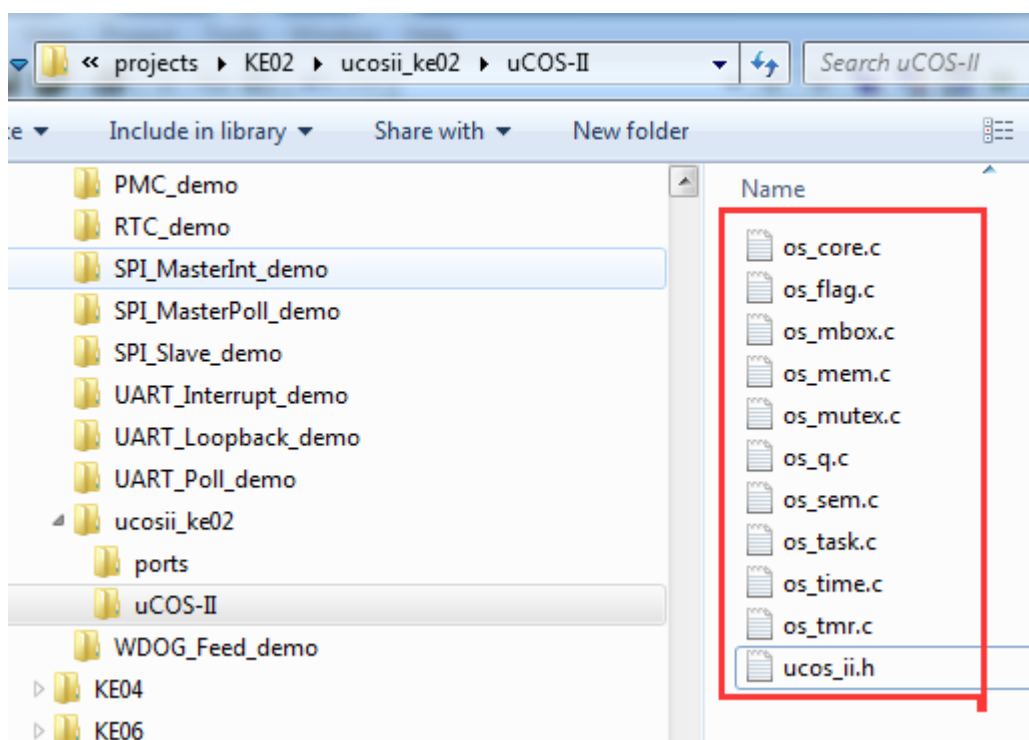 « projects ▸ KE02 ▸ ucosii_ke02 ▸ uCOS-II
Search uCOS-II
Include in library Share with New folder
PMC_demo
RTC_demo
SPI_MasterInt_demo
SPI_MasterPoll_demo
SPI_Slave_demo
UART_Interrupt_demo
UART_Loopback_demo
UART_Poll_demo
ucosii_ke02
ports
uCOS-II
WDOG_Feed_demo
KE04
KE06
Name
os_core.c
os_flag.c
os_mbox.c
os_mem.c
os_mutex.c
os_q.c
os_sem.c
os_task.c
os_time.c
os_tmr.c
ucos_ii.h